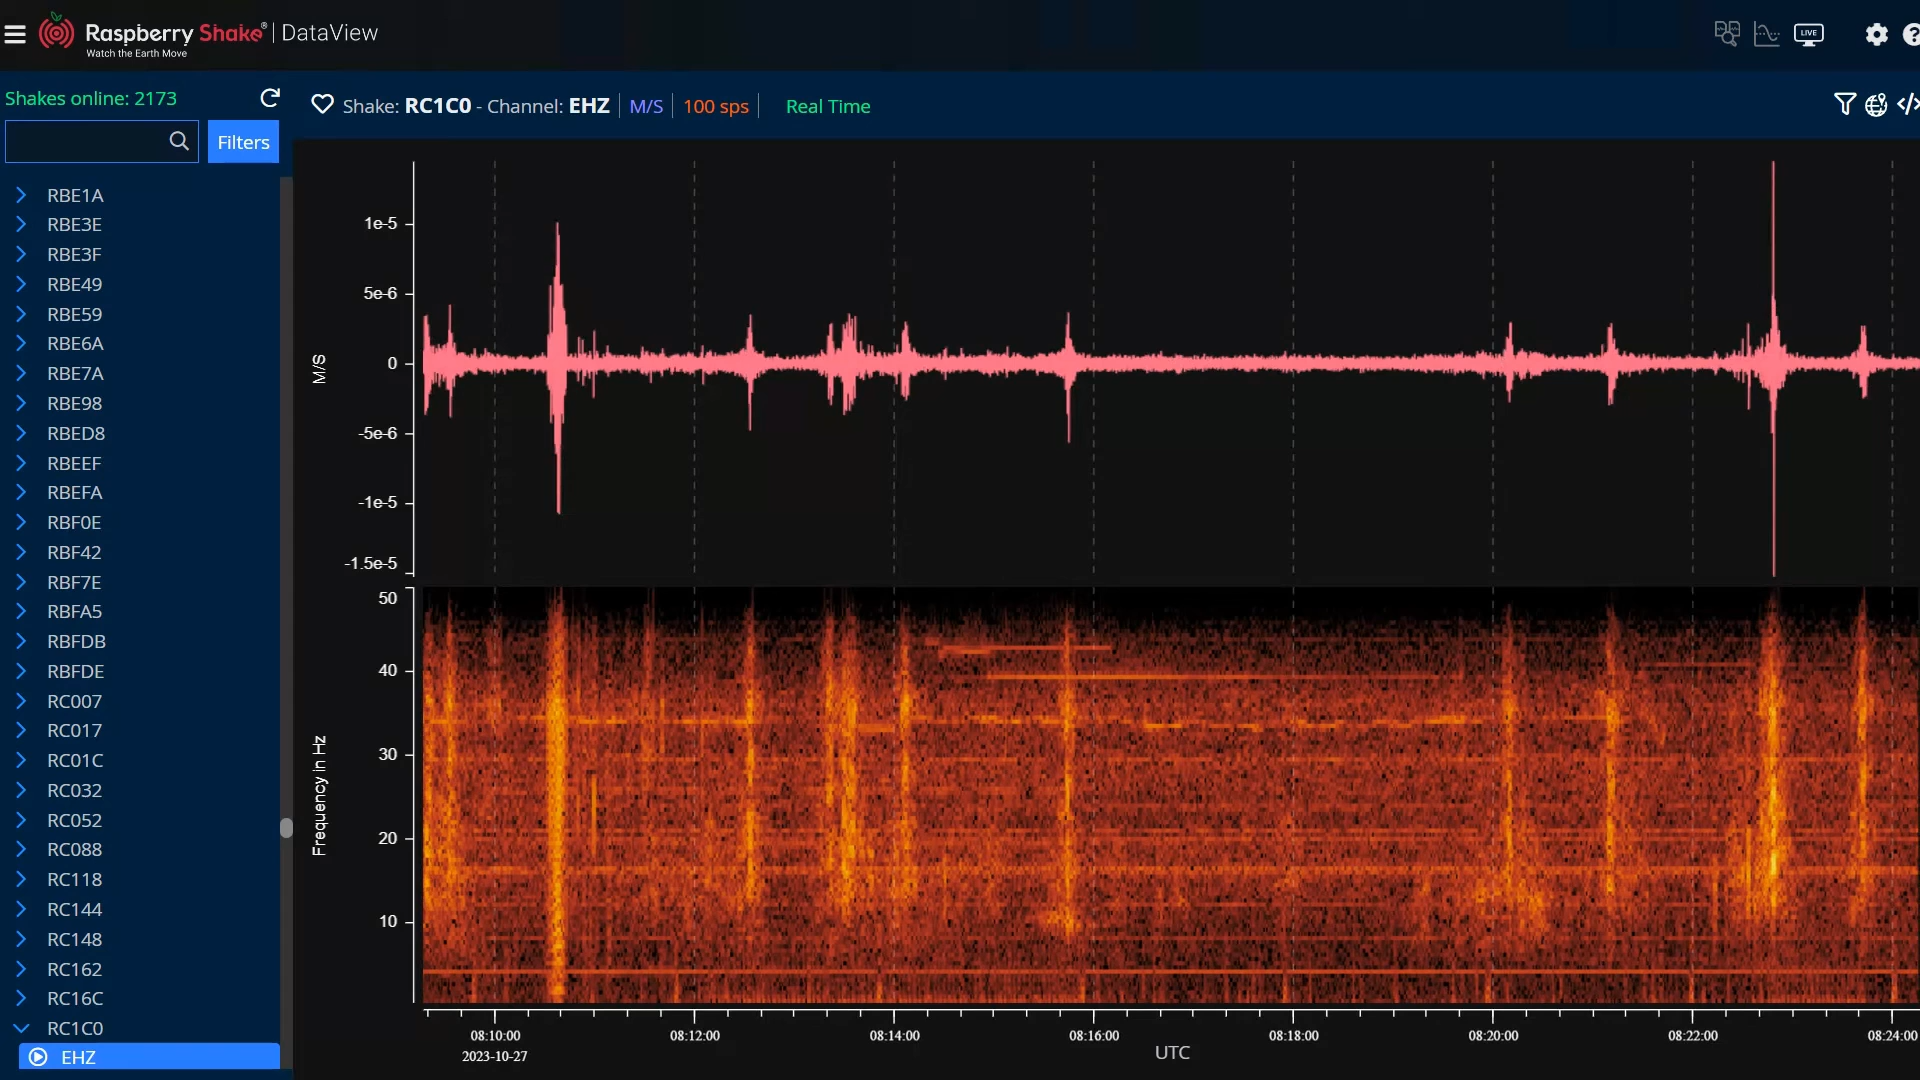 Raspberry Shake® | DataView
Watch the Earth Move
LIVE
Shakes online: 2173
Filters
Shake: RC1C0 - Channel: EHZ | M/S | 100 sps | Real Time
RBE1A
RBE3E
RBE3F
RBE49
RBE59
RBE6A
RBE7A
RBE98
RBED8
RBEEF
RBEFA
RBF0E
RBF42
RBF7E
RBFA5
RBFDB
RBFDE
RC007
RC017
RC01C
RC032
RC052
RC088
RC118
RC144
RC148
RC162
RC16C
RC1C0
EHZ
M/S
1e-5
5e-6
0
-5e-6
-1e-5
-1.5e-5
Frequency in Hz
50
40
30
20
10
08:10:00 08:12:00 08:14:00 08:16:00 08:18:00 08:20:00 08:22:00 08:24:00
2023-10-27
UTC